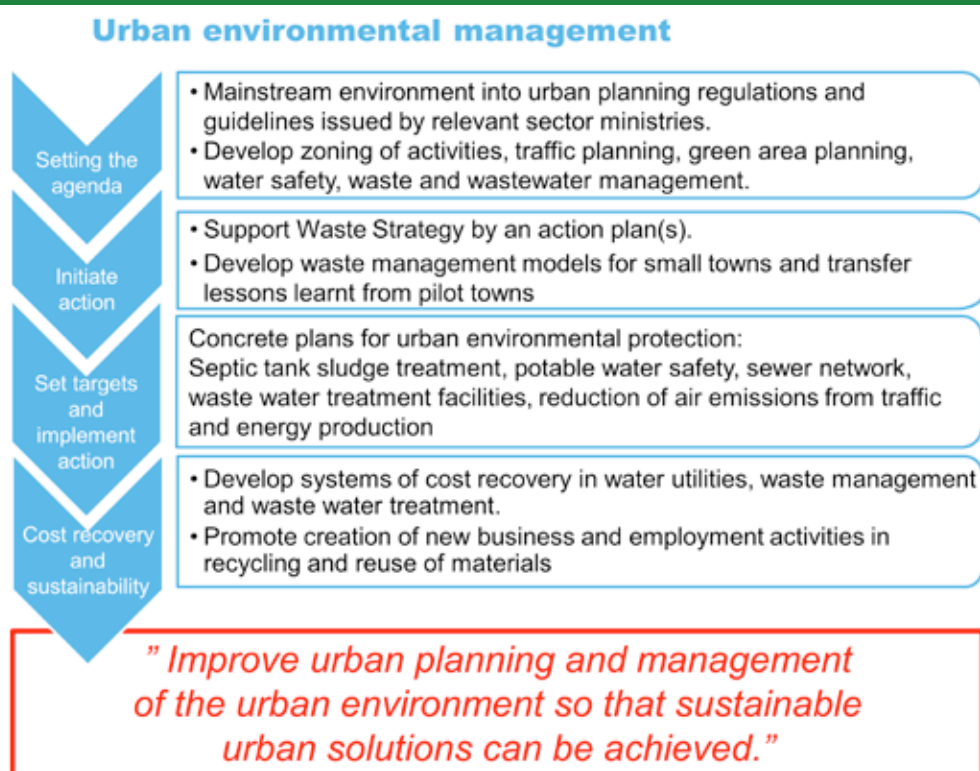 Urban environmental management
Setting the
agenda
• Mainstream environment into urban planning regulations and
guidelines issued by relevant sector ministries.
• Develop zoning of activities, traffic planning, green area planning,
water safety, waste and wastewater management.
Initiate
action
• Support Waste Strategy by an action plan(s).
• Develop waste management models for small towns and transfer
lessons learnt from pilot towns
Set targets
and
implement
action
Concrete plans for urban environmental protection:
Septic tank sludge treatment, potable water safety, sewer network,
waste water treatment facilities, reduction of air emissions from traffic
and energy production
Cost recovery
and
sustainability
• Develop systems of cost recovery in water utilities, waste management
and waste water treatment.
• Promote creation of new business and employment activities in
recycling and reuse of materials
” Improve urban planning and management
of the urban environment so that sustainable
urban solutions can be achieved.”